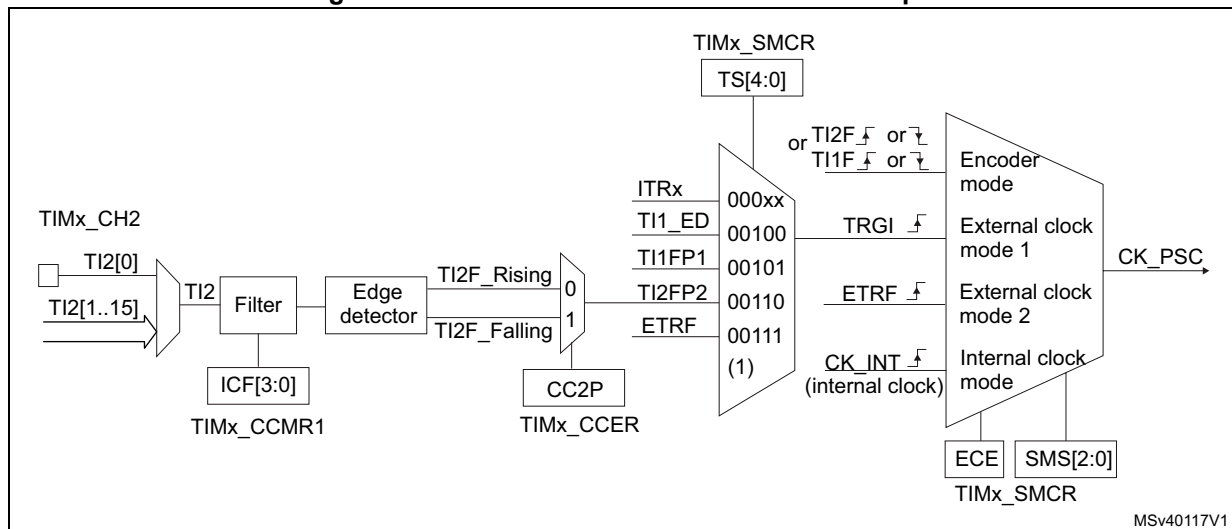 TIMx_SMCR
TS[4:0]
or TI2F or
TI1F or
Encoder
mode
ITRx
000xx
TIMx_CH2
TI1_ED
00100
TRGI
External clock
mode 1
CK_PSC
TI2[0]
TI1FP1
00101
TI2F_Rising
0
TI2
Filter
Edge
detector
TI2FP2
00110
ETRF
External clock
mode 2
TI2[1..15]
TI2F_Falling
1
ETRF
00111
(1)
CK_INT
(internal clock)
Internal clock
mode
ICF[3:0]
CC2P
TIMx_CCMR1
TIMx_CCER
ECE
SMS[2:0]
TIMx_SMCR
MSv40117V1